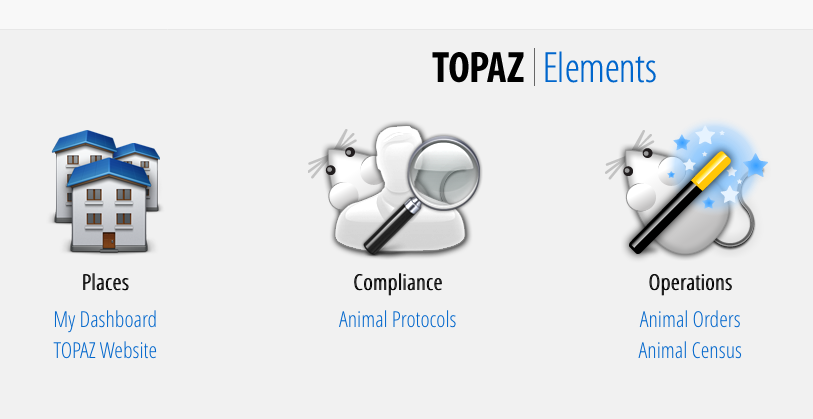 TOPAZ | Elements
Places
My Dashboard
TOPAZ Website
Compliance
Animal Protocols
Operations
Animal Orders
Animal Census